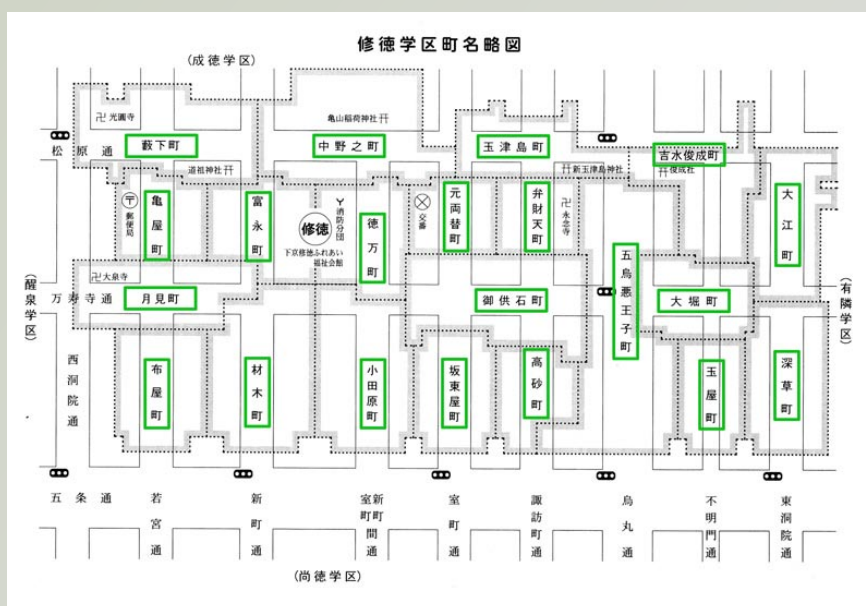 修徳学区町名略図
(成徳学区)
光圓寺
亀山稲荷神社
松原通
藪下町
中野之町
玉津島町
吉水俊成町
道祖神社
新玉津島神社
俊成社
郵便局
亀屋町
富永町
修徳
消防分団
下京修徳ふれあい
福祉会館
徳万町
交番
元両替町
弁財天町
永念寺
五烏悪王子町
大江町
(醒泉学区)
(有隣学区)
大泉寺
万寿寺通
月見町
御供石町
大堀町
西洞院通
布屋町
材木町
小田原町
坂東屋町
高砂町
玉屋町
深草町
五条通
若宮通
新町通
新町
室町間通
室町通
諏訪町通
烏丸通
不明門通
東洞院通
(尚徳学区)